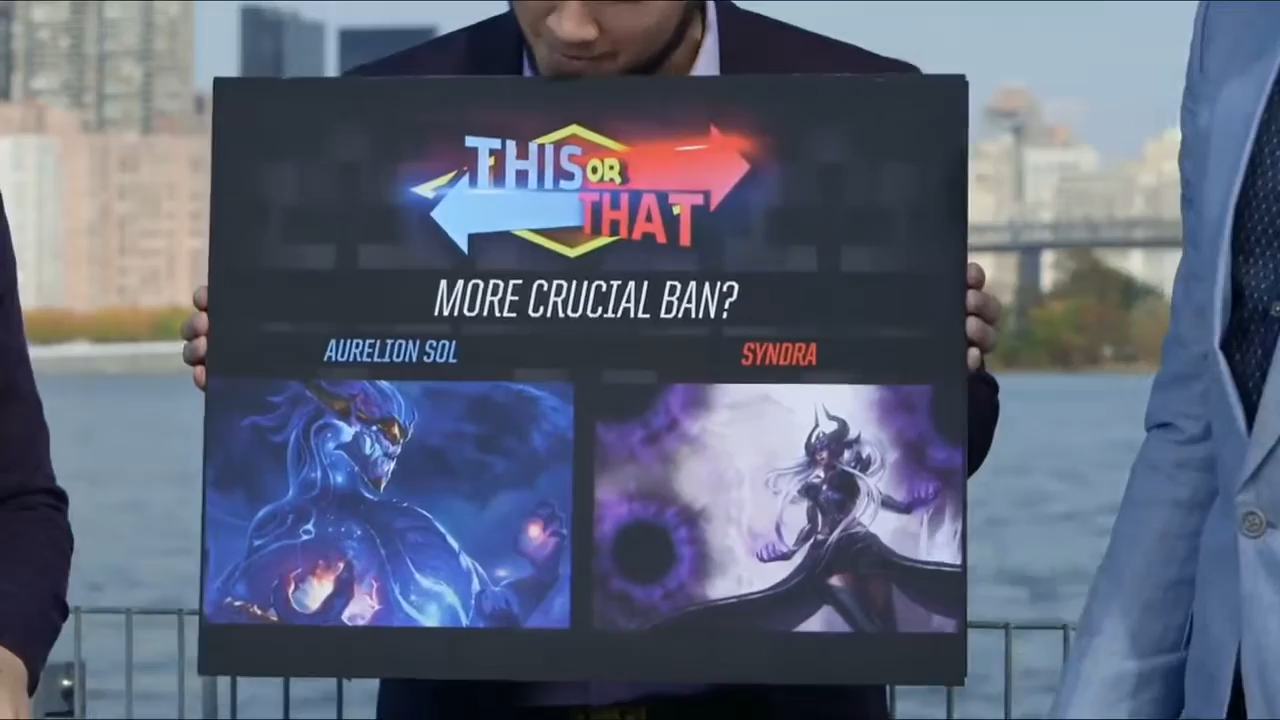 THIS OR
THAT
MORE CRUCIAL BAN?
AURELION SOL
SYNDRA